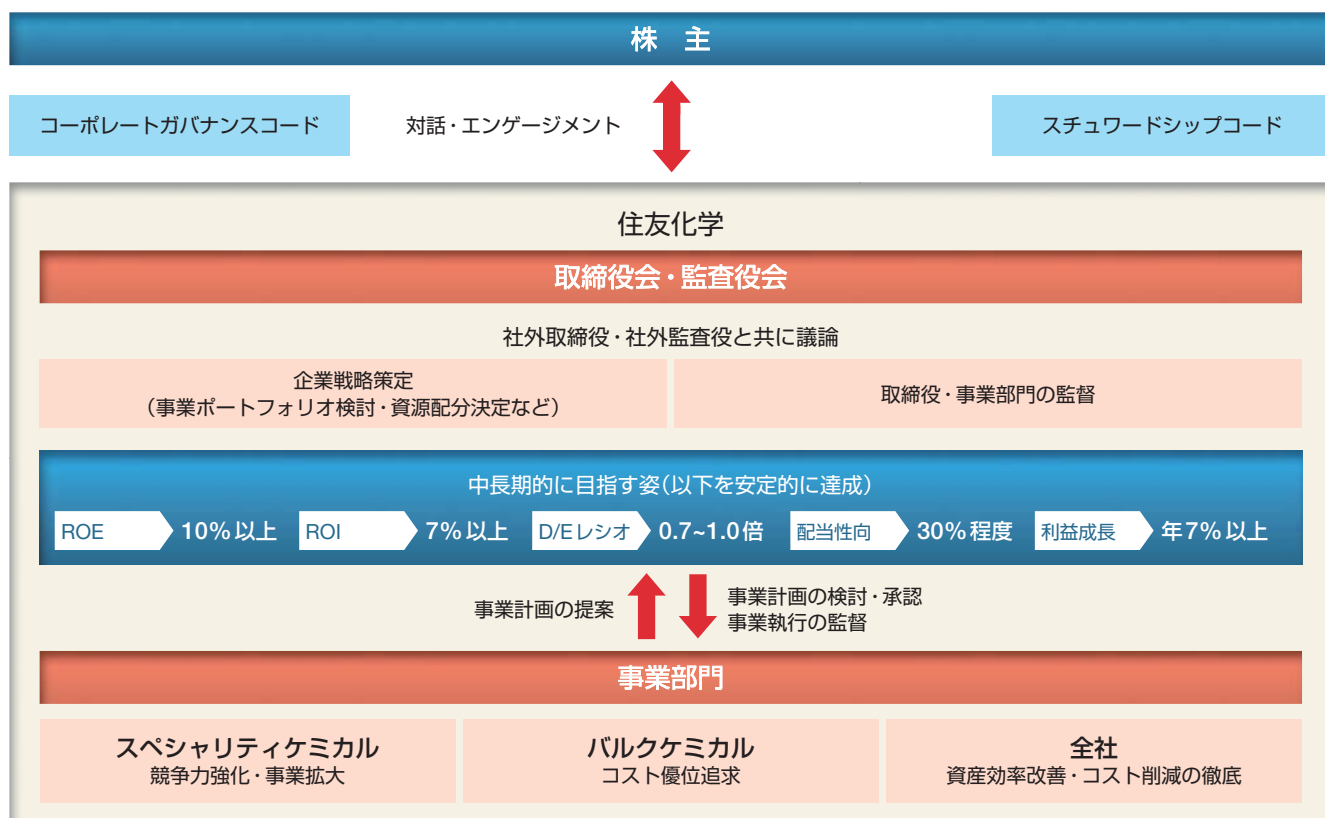 株 主
コーポレートガバナンスコード
対話・エンゲージメント
スチュワードシップコード
住友化学
取締役会・監査役会
社外取締役・社外監査役と共に議論
企業戦略策定
（事業ポートフォリオ検討・資源配分決定など）
取締役・事業部門の監督
中長期的に目指す姿（以下を安定的に達成）
ROE 10%以上 ROI 7%以上 D/Eレシオ 0.7~1.0倍 配当性向 30%程度 利益成長 年7%以上
事業計画の提案
事業計画の検討・承認
事業執行の監督
事業部門
スペシャリティケミカル
競争力強化・事業拡大
バルクケミカル
コスト優位追求
全社
資産効率改善・コスト削減の徹底